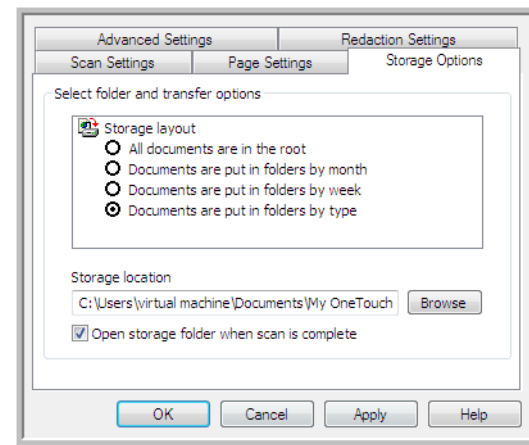 Advanced Settings Redaction Settings
Scan Settings Page Settings Storage Options
Select folder and transfer options
Storage layout
All documents are in the root
Documents are put in folders by month
Documents are put in folders by week
Documents are put in folders by type
Storage location
C:\Users\virtual machine\Documents\My OneTouch Browse
Open storage folder when scan is complete
OK Cancel Apply Help